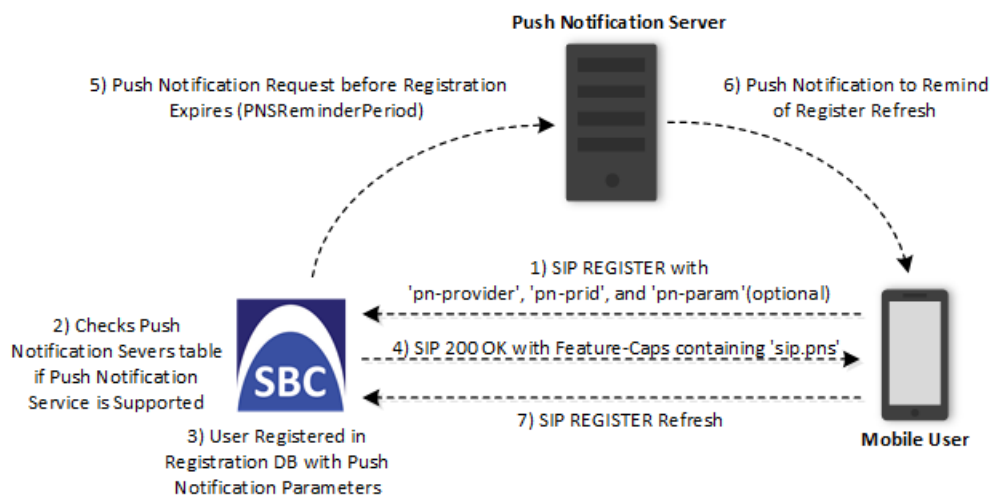 Push Notification Server
5) Push Notification Request before Registration
Expires (PNSReminderPeriod)
6) Push Notification to Remind
of Register Refresh
1) SIP REGISTER with
'pn-provider', 'pn-prid', and 'pn-param'(optional)
2) Checks Push
Notification Severs table
if Push Notification
Service is Supported
SBC
4) SIP 200 OK with Feature-Caps containing 'sip.pns'
7) SIP REGISTER Refresh
Mobile User
3) User Registered in
Registration DB with Push
Notification Parameters